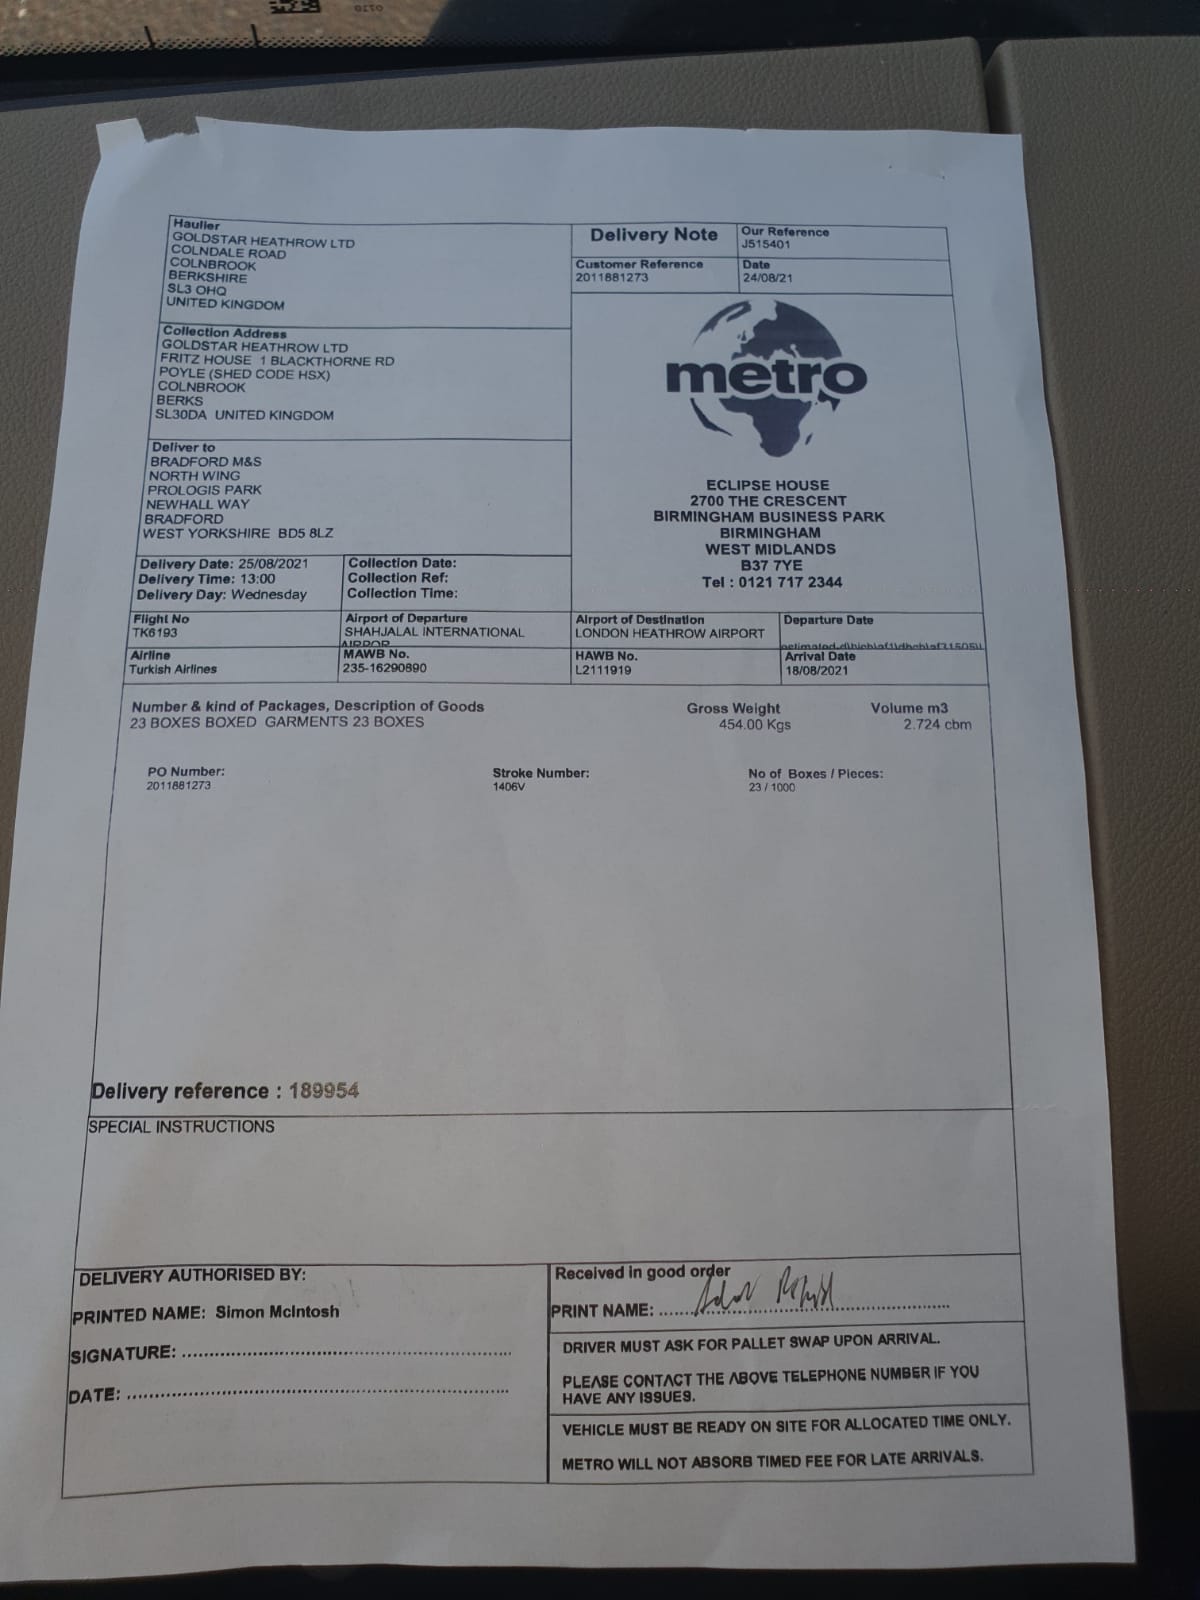 Haulier
GOLDSTAR HEATHROW LTD
COLNDALE ROAD
COLNBROOK
BERKSHIRE
SL3 OHQ
UNITED KINGDOM
Delivery Note
Our Reference
J515401
Customer Reference
2011881273
Date
24/08/21
Collection Address
GOLDSTAR HEATHROW LTD
FRITZ HOUSE 1 BLACKTHORNE RD
POYLE (SHED CODE HSX)
COLNBROOK
BERKS
SL30DA UNITED KINGDOM
metro
Deliver to
BRADFORD M&S
NORTH WING
PROLOGIS PARK
NEWHALL WAY
BRADFORD
WEST YORKSHIRE BD5 8LZ
ECLIPSE HOUSE
2700 THE CRESCENT
BIRMINGHAM BUSINESS PARK
BIRMINGHAM
WEST MIDLANDS
B37 7YE
Tel : 0121 717 2344
Delivery Date: 25/08/2021
Delivery Time: 13:00
Delivery Day: Wednesday
Collection Date:
Collection Ref:
Collection Time:
Flight No
TK6193
Airport of Departure
SHAHJALAL INTERNATIONAL
Airport of Destination
LONDON HEATHROW AIRPORT
Departure Date
Airline
Turkish Airlines
MAWB No.
235-16290890
HAWB No.
L2111919
Arrival Date
18/08/2021
Number & kind of Packages, Description of Goods
23 BOXES BOXED GARMENTS 23 BOXES
Gross Weight
454.00 Kgs
Volume m3
2.724 cbm
PO Number:
2011881273
Stroke Number:
1406V
No of Boxes / Pieces:
23 / 1000
Delivery reference : 189954
SPECIAL INSTRUCTIONS
DELIVERY AUTHORISED BY:
PRINTED NAME: Simon McIntosh
SIGNATURE:
DATE:
Received in good order
PRINT NAME:
DRIVER MUST ASK FOR PALLET SWAP UPON ARRIVAL.
PLEASE CONTACT THE ABOVE TELEPHONE NUMBER IF YOU
HAVE ANY ISSUES.
VEHICLE MUST BE READY ON SITE FOR ALLOCATED TIME ONLY.
METRO WILL NOT ABSORB TIMED FEE FOR LATE ARRIVALS.